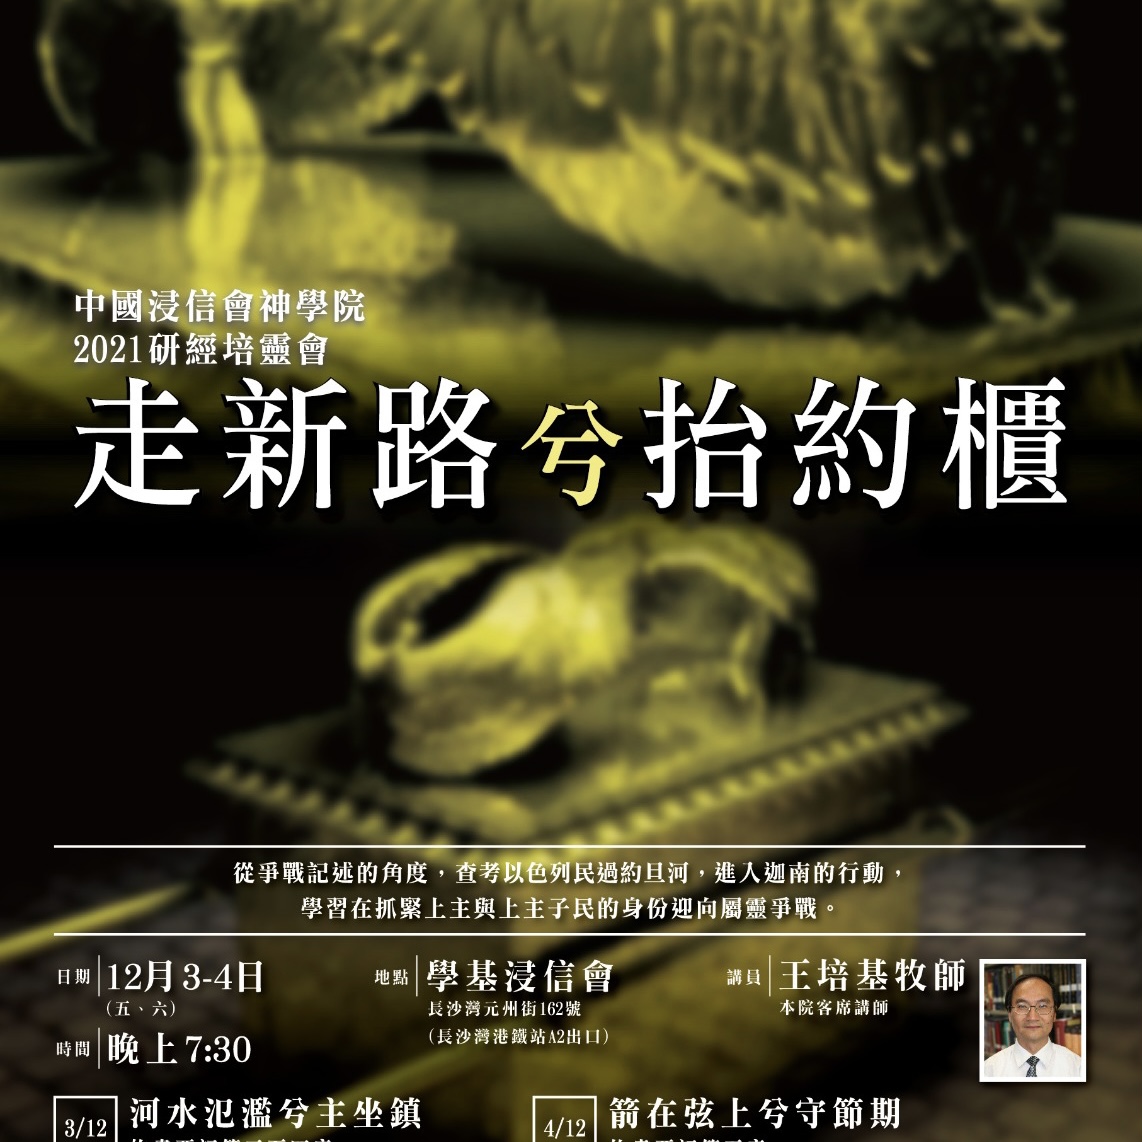 中國浸信會神學院
2021研經培靈會
走新路兮抬約櫃
從爭戰記述的角度，查考以色列民過約旦河，進入迦南的行動，
學習在抓緊上主與上主子民的身份迎向屬靈爭戰。
日期 12月3-4日
（五、六）
時間 晚上7:30
地點 學基浸信會
長沙灣元州街162號
（長沙灣港鐵站A2出口）
講員 王培基牧師
本院客席講師
3/12 河水氾濫兮主坐鎮
4/12 箭在弦上兮守節期